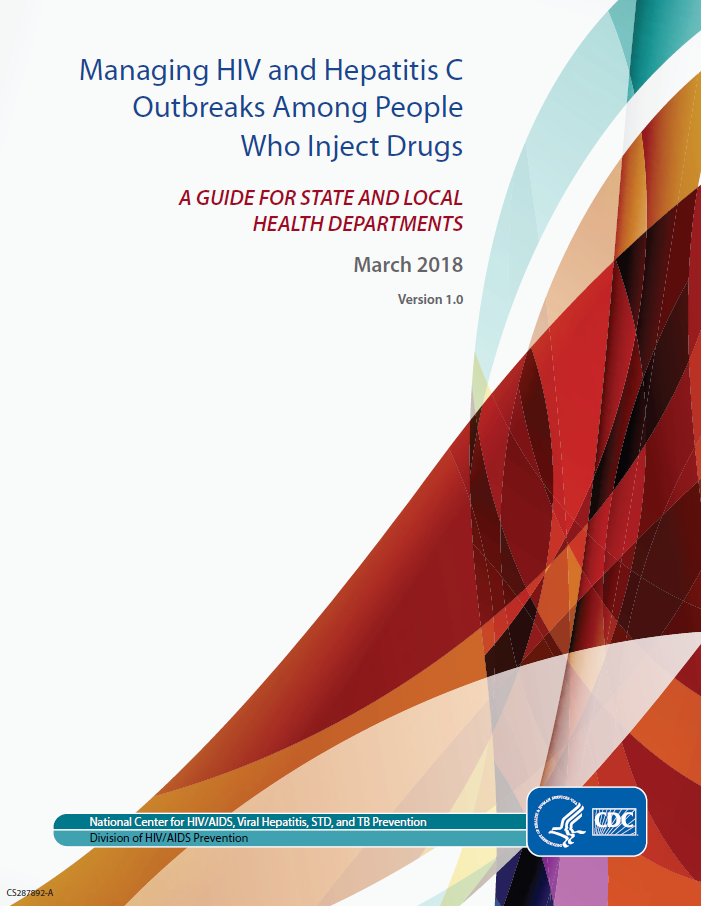 Managing HIV and Hepatitis C
Outbreaks Among People
Who Inject Drugs
A GUIDE FOR STATE AND LOCAL
HEALTH DEPARTMENTS
March 2018
Version 1.0
National Center for HIV/AIDS, Viral Hepatitis, STD, and TB Prevention
Division of HIV/AIDS Prevention
CDC
CS287892-A